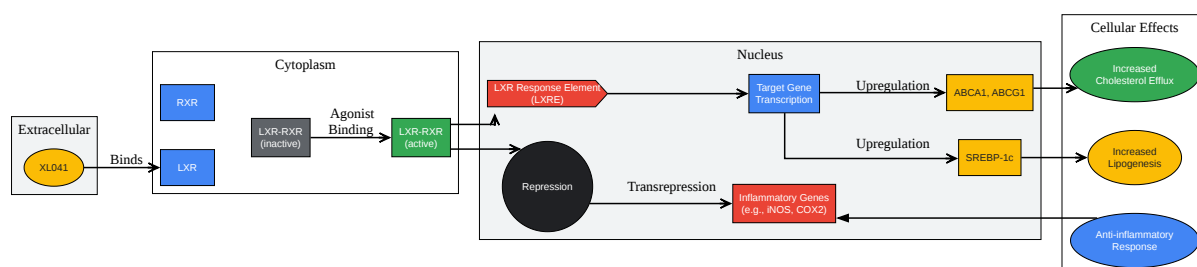 Extracellular
XL041
Binds
Cytoplasm
RXR
LXR
LXR-RXR
(inactive)
Agonist
Binding
LXR-RXR
(active)
Nucleus
LXR Response Element
(LXRE)
Repression
Transrepression
Target Gene
Transcription
Inflammatory Genes
(e.g., iNOS, COX2)
Upregulation
ABCA1, ABCG1
Upregulation
SREBP-1c
Cellular Effects
Increased
Cholesterol Efflux
Increased
Lipogenesis
Anti-inflammatory
Response